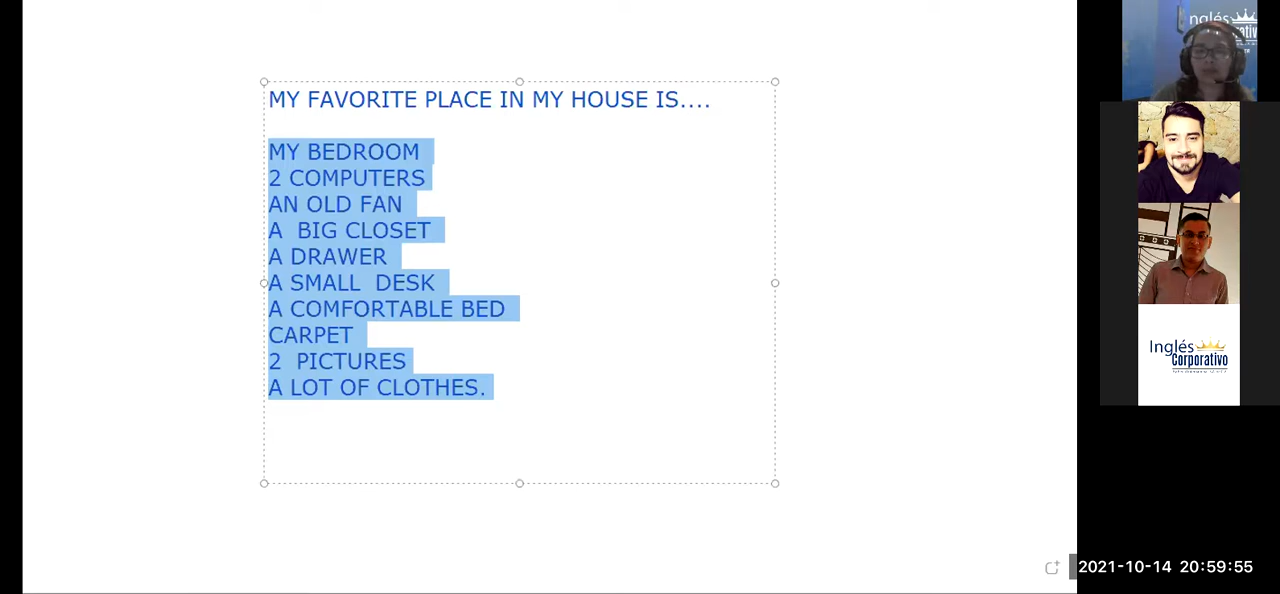 MY FAVORITE PLACE IN MY HOUSE IS....
MY BEDROOM
2 COMPUTERS
AN OLD FAN
A  BIG CLOSET
A DRAWER
A SMALL  DESK
A COMFORTABLE BED
CARPET
2  PICTURES
A LOT OF CLOTHES.
nglés
Inglés
Corporativo
2021-10-14  20:59:55